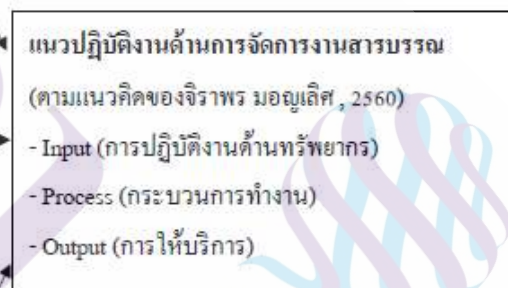 แนวปฏิบัติงานด้านการจัดการงานสารบรรณ
(ตามแนวคิดของจิราพร มอญเลิศ , 2560)
- Input (การปฏิบัติงานด้านทรัพยากร)
- Process (กระบวนการทำงาน)
- Output (การให้บริการ)